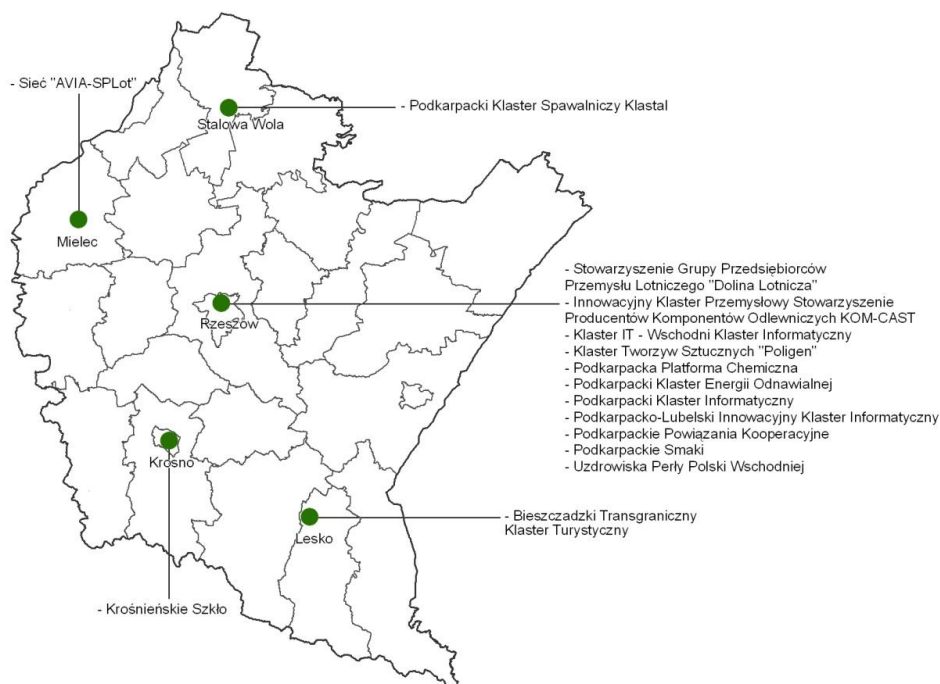 - Sieć "AVIA-SPLot"
- Podkarpacki Klaster Spawalniczy Klastal
Stalowa Wola
Mielec
- Stowarzyszenie Grupy Przedsiębiorców
Przemysłu Lotniczego "Dolina Lotnicza"
- Innowacyjny Klaster Przemysłowy Stowarzyszenie
Producentów Komponentów Odlewniczych KOM-CAST
- Klaster IT - Wschodni Klaster Informatyczny
- Klaster Tworzyw Sztucznych "Poligen"
- Podkarpacka Platforma Chemiczna
- Podkarpacki Klaster Energii Odnawialnej
- Podkarpacki Klaster Informatyczny
- Podkarpacko-Lubelski Innowacyjny Klaster Informatyczny
- Podkarpackie Powiązania Kooperacyjne
- Podkarpackie Smaki
- Uzdrowiska Perły Polski Wschodniej
Rzeszów
Krosno
- Bieszczadzki Transgraniczny
Klaster Turystyczny
Lesko
- Krośnieńskie Szkło